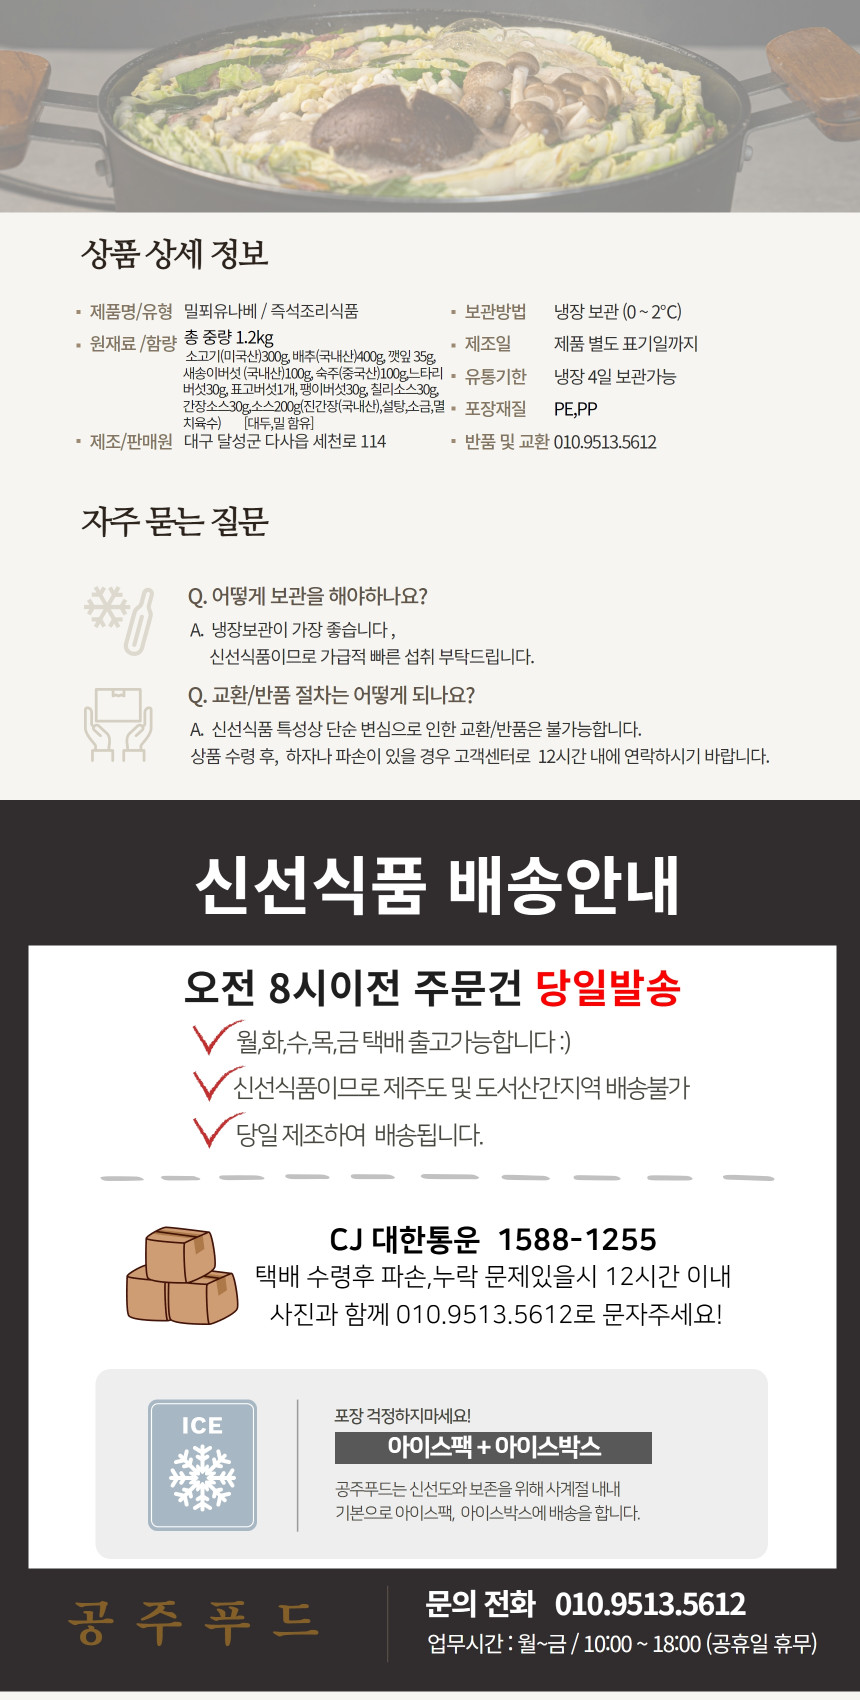 상품 상세 정보
제품명/유형 밀푀유나베 / 즉석조리식품
원재료 /함량 총 중량 1.2kg
소고기(미국산)300g, 배추(국내산)400g, 깻잎 35g,
새송이버섯 (국내산)100g, 숙주(중국산)100g,느타리
버섯30g, 표고버섯1개, 팽이버섯30g, 칠리소스30g,
간장소스30g,소스200g(진간장(국내산),설탕,소금,멸
치육수) [대두,밀 함유]
제조/판매원 대구 달성군 다사읍 세천로 114
보관방법 냉장 보관 (0 ~ 2°C)
제조일 제품 별도 표기일까지
유통기한 냉장 4일 보관가능
포장재질 PE,PP
반품 및 교환 010.9513.5612
자주 묻는 질문
Q. 어떻게 보관을 해야하나요?
A. 냉장보관이 가장 좋습니다 ,
신선식품이므로 가급적 빠른 섭취 부탁드립니다.
Q. 교환/반품 절차는 어떻게 되나요?
A. 신선식품 특성상 단순 변심으로 인한 교환/반품은 불가능합니다.
상품 수령 후, 하자나 파손이 있을 경우 고객센터로 12시간 내에 연락하시기 바랍니다.
신선식품 배송안내
오전 8시이전 주문건 당일발송
월,화,수,목,금 택배 출고가능합니다 :)
신선식품이므로 제주도 및 도서산간지역 배송불가
당일 제조하여 배송됩니다.
CJ 대한통운 1588-1255
택배 수령후 파손,누락 문제있을시 12시간 이내
사진과 함께 010.9513.5612로 문자주세요!
ICE
포장 걱정하지마세요!
아이스팩 + 아이스박스
공주푸드는 신선도와 보존을 위해 사계절 내내
기본으로 아이스팩, 아이스박스에 배송을 합니다.
공주푸드
문의 전화 010.9513.5612
업무시간 : 월~금 / 10:00 ~ 18:00 (공휴일 휴무)